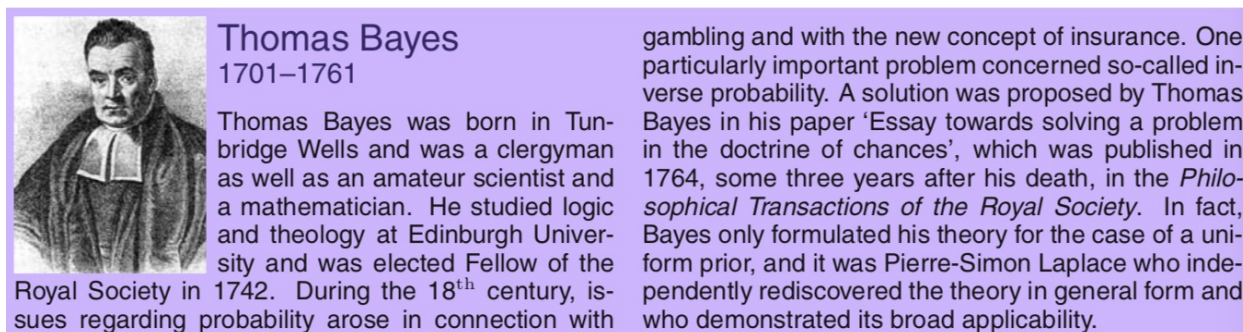 Thomas Bayes
1701–1761
Thomas Bayes was born in Tun-
bridge Wells and was a clergyman
as well as an amateur scientist and
a mathematician. He studied logic
and theology at Edinburgh Univer-
sity and was elected Fellow of the
Royal Society in 1742. During the 18th century, is-
sues regarding probability arose in connection with
gambling and with the new concept of insurance. One
particularly important problem concerned so-called in-
verse probability. A solution was proposed by Thomas
Bayes in his paper ‘Essay towards solving a problem
in the doctrine of chances’, which was published in
1764, some three years after his death, in the Philo-
sophical Transactions of the Royal Society. In fact,
Bayes only formulated his theory for the case of a uni-
form prior, and it was Pierre-Simon Laplace who inde-
pendently rediscovered the theory in general form and
who demonstrated its broad applicability.